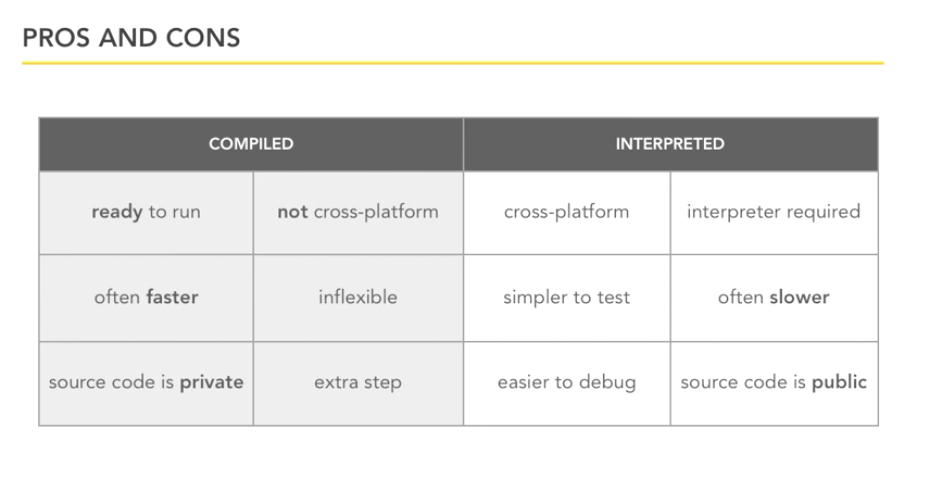 PROS AND CONS
COMPILED INTERPRETED
ready to run not cross-platform cross-platform interpreter required
often faster inflexible simpler to test often slower
source code is private extra step easier to debug source code is public